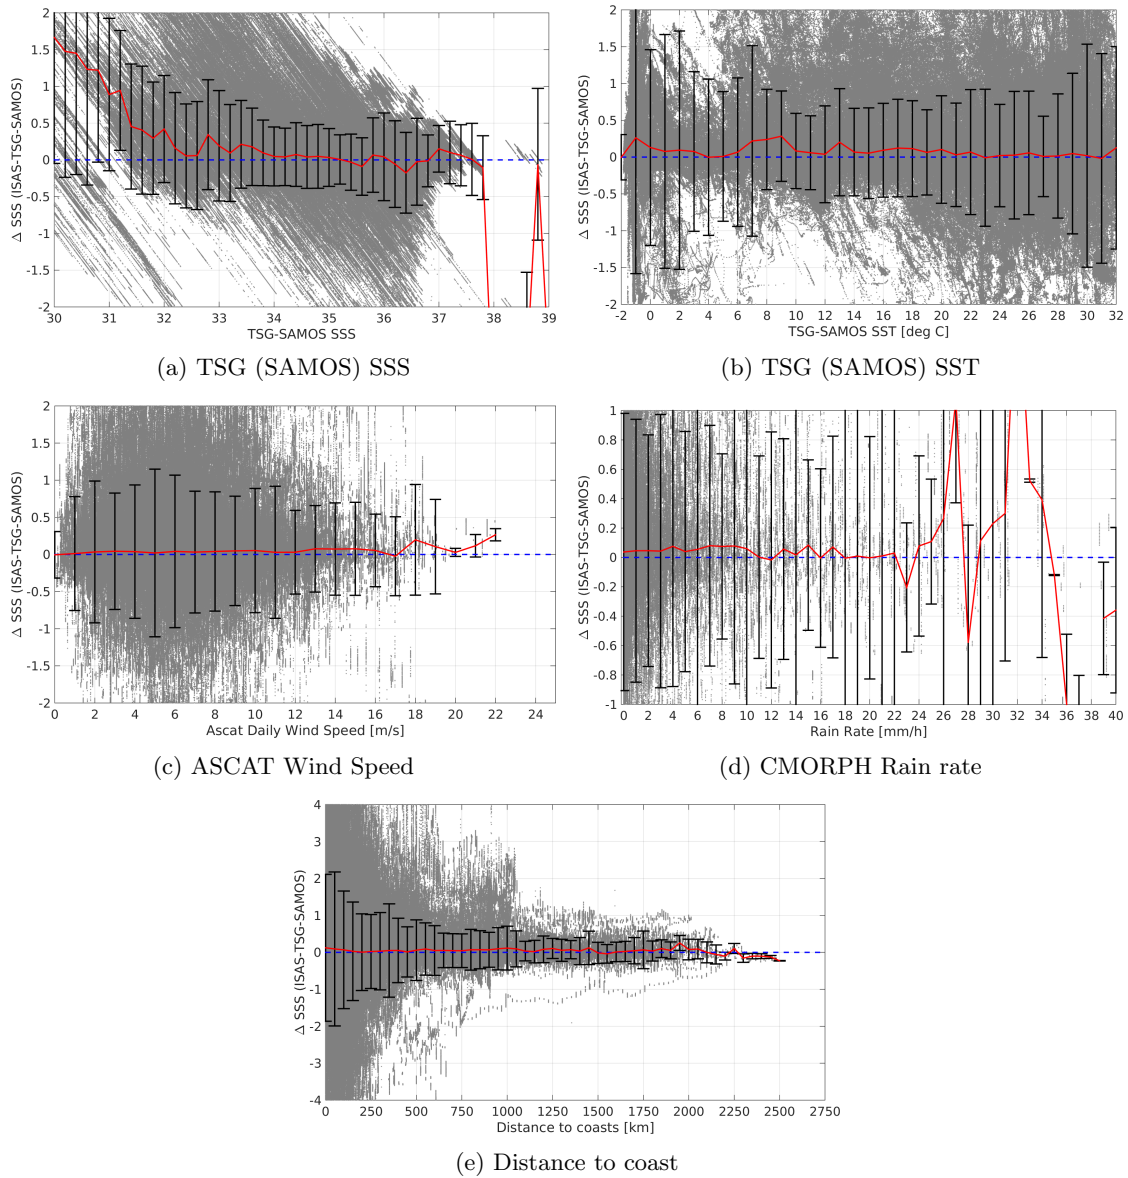 2
1.5
1
0.5
0
-0.5
-1
-1.5
-2
Δ SSS (ISAS-TSG-SAMOS)
30 31 32 33 34 35 36 37 38 39
TSG-SAMOS SSS
(a) TSG (SAMOS) SSS
2
1.5
1
0.5
0
-0.5
-1
-1.5
-2
Δ SSS (ISAS-TSG-SAMOS)
-2 0 2 4 6 8 10 12 14 16 18 20 22 24 26 28 30 32
TSG-SAMOS SST [deg C]
(b) TSG (SAMOS) SST
2
1.5
1
0.5
0
-0.5
-1
-1.5
-2
Δ SSS (ISAS-TSG-SAMOS)
0 2 4 6 8 10 12 14 16 18 20 22 24
Ascat Daily Wind Speed [m/s]
(c) ASCAT Wind Speed
1
0.8
0.6
0.4
0.2
0
-0.2
-0.4
-0.6
-0.8
-1
Δ SSS (ISAS-TSG-SAMOS)
0 2 4 6 8 10 12 14 16 18 20 22 24 26 28 30 32 34 36 38 40
Rain Rate [mm/h]
(d) CMORPH Rain rate
4
3
2
1
0
-1
-2
-3
-4
Δ SSS (ISAS-TSG-SAMOS)
0 250 500 750 1000 1250 1500 1750 2000 2250 2500 2750
Distance to coasts [km]
(e) Distance to coast